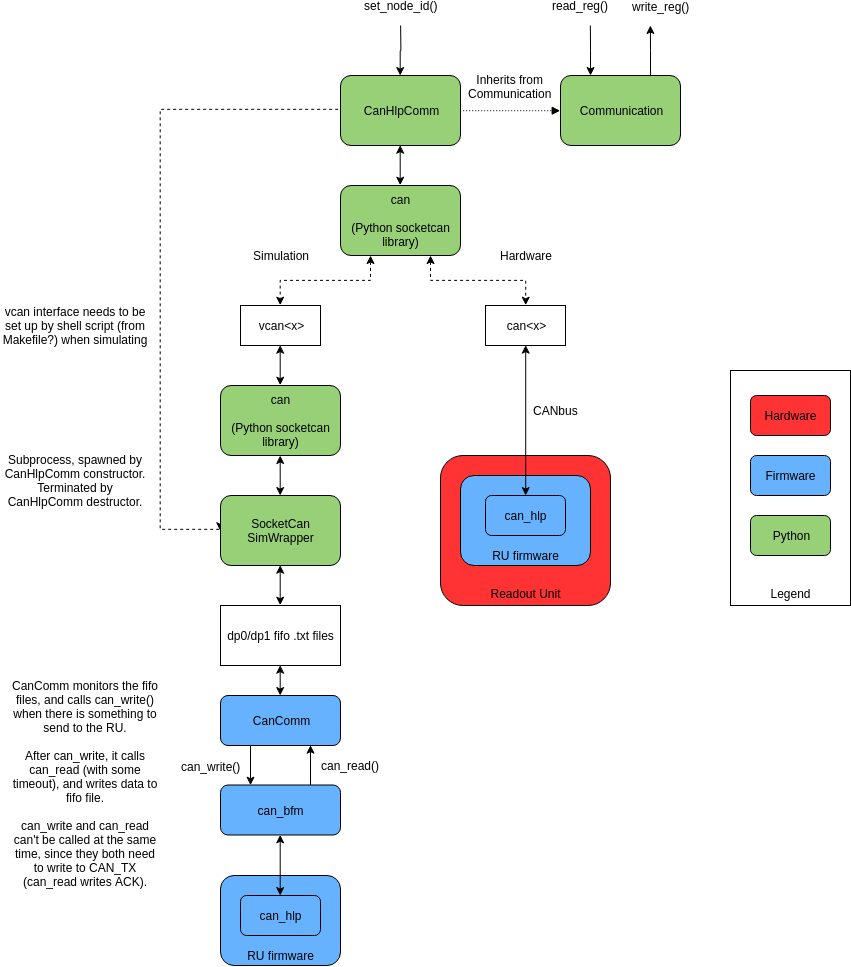 set_node_id()
read_reg()
write_reg()
CanHlpComm
Inherits from
Communication
Communication
can
(Python socketcan
library)
Simulation
Hardware
vcan<x>
can<x>
vcan interface needs to be
set up by shell script (from
Makefile?) when simulating
can
(Python socketcan
library)
CANbus
Subprocess, spawned by
CanHlpComm constructor.
Terminated by
CanHlpComm destructor.
SocketCan
SimWrapper
can_hlp
RU firmware
Readout Unit
Hardware
Firmware
Python
Legend
dp0/dp1 fifo .txt files
CanComm monitors the fifo
files, and calls can_write()
when there is something to
send to the RU.
After can_write, it calls
can_read (with some
timeout), and writes data to
fifo file.
can_write and can_read
can't be called at the same
time, since they both need
to write to CAN_TX
(can_read writes ACK).
CanComm
can_write()
can_read()
can_bfm
can_hlp
RU firmware